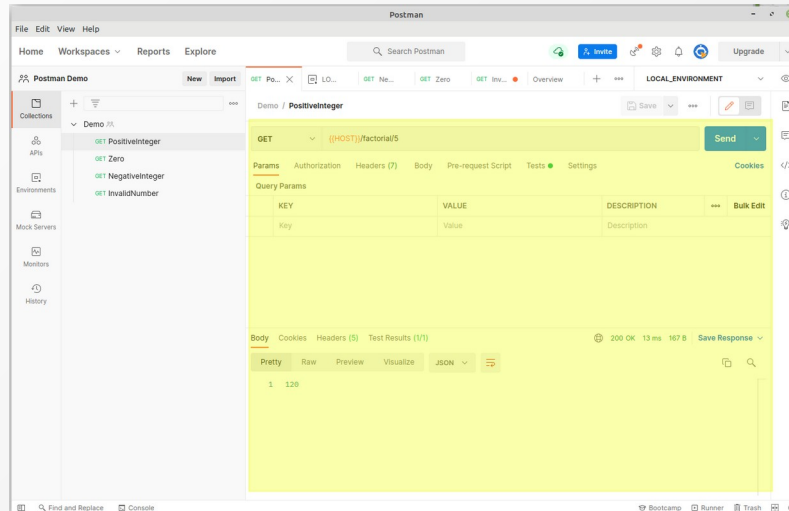 Postman
File Edit View Help
Home Workspaces Reports Explore Search Postman Invite Upgrade
Postman Demo New Import GET Po... LO... GET Ne... GET Zero GET Inv... Overview + ••• LOCAL_ENVIRONMENT
Collections
APIs
Environments
Mock Servers
Monitors
History
Demo
GET PositiveInteger
GET Zero
GET NegativeInteger
GET InvalidNumber
Demo / PositiveInteger Save •••
GET {{HOST}}/factorial/5 Send
Params Authorization Headers (7) Body Pre-request Script Tests Settings Cookies
Query Params
KEY VALUE DESCRIPTION ••• Bulk Edit
Key Value Description
Body Cookies Headers (5) Test Results (1/1) 200 OK 13 ms 167 B Save Response
Pretty Raw Preview Visualize JSON
1 120
Find and Replace Console Bootcamp Runner Trash